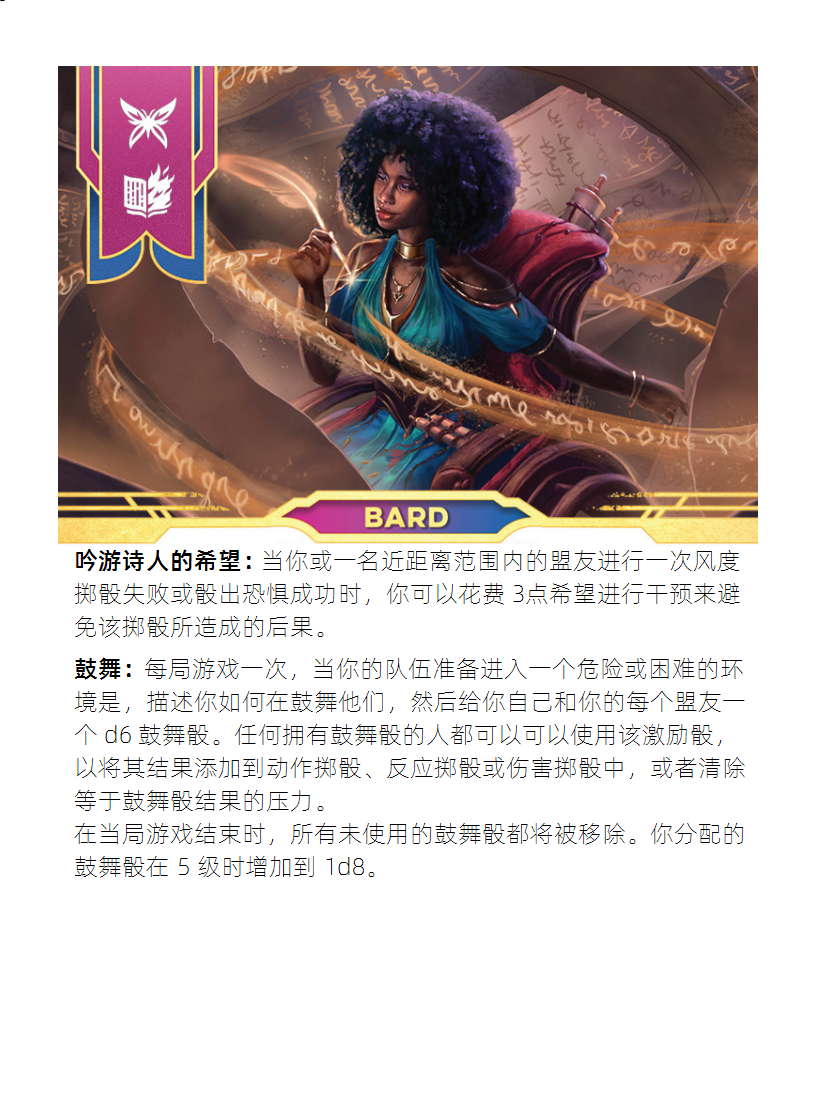 BARD
吟游诗人的希望：当你或一名近距离范围内的盟友进行一次风度
掷骰失败或骰出恐惧成功时，你可以花费 3点希望进行干预来避
免该掷骰所造成的后果。
鼓舞：每局游戏一次，当你的队伍准备进入一个危险或困难的环
境是，描述你如何在鼓舞他们，然后给你自己和你的每个盟友一
个 d6 鼓舞骰。任何拥有鼓舞骰的人都可以可以使用该激励骰，
以将其结果添加到动作掷骰、反应掷骰或伤害掷骰中，或者清除
等于鼓舞骰结果的压力。
在当局游戏结束时，所有未使用的鼓舞骰都将被移除。你分配的
鼓舞骰在 5 级时增加到 1d8。